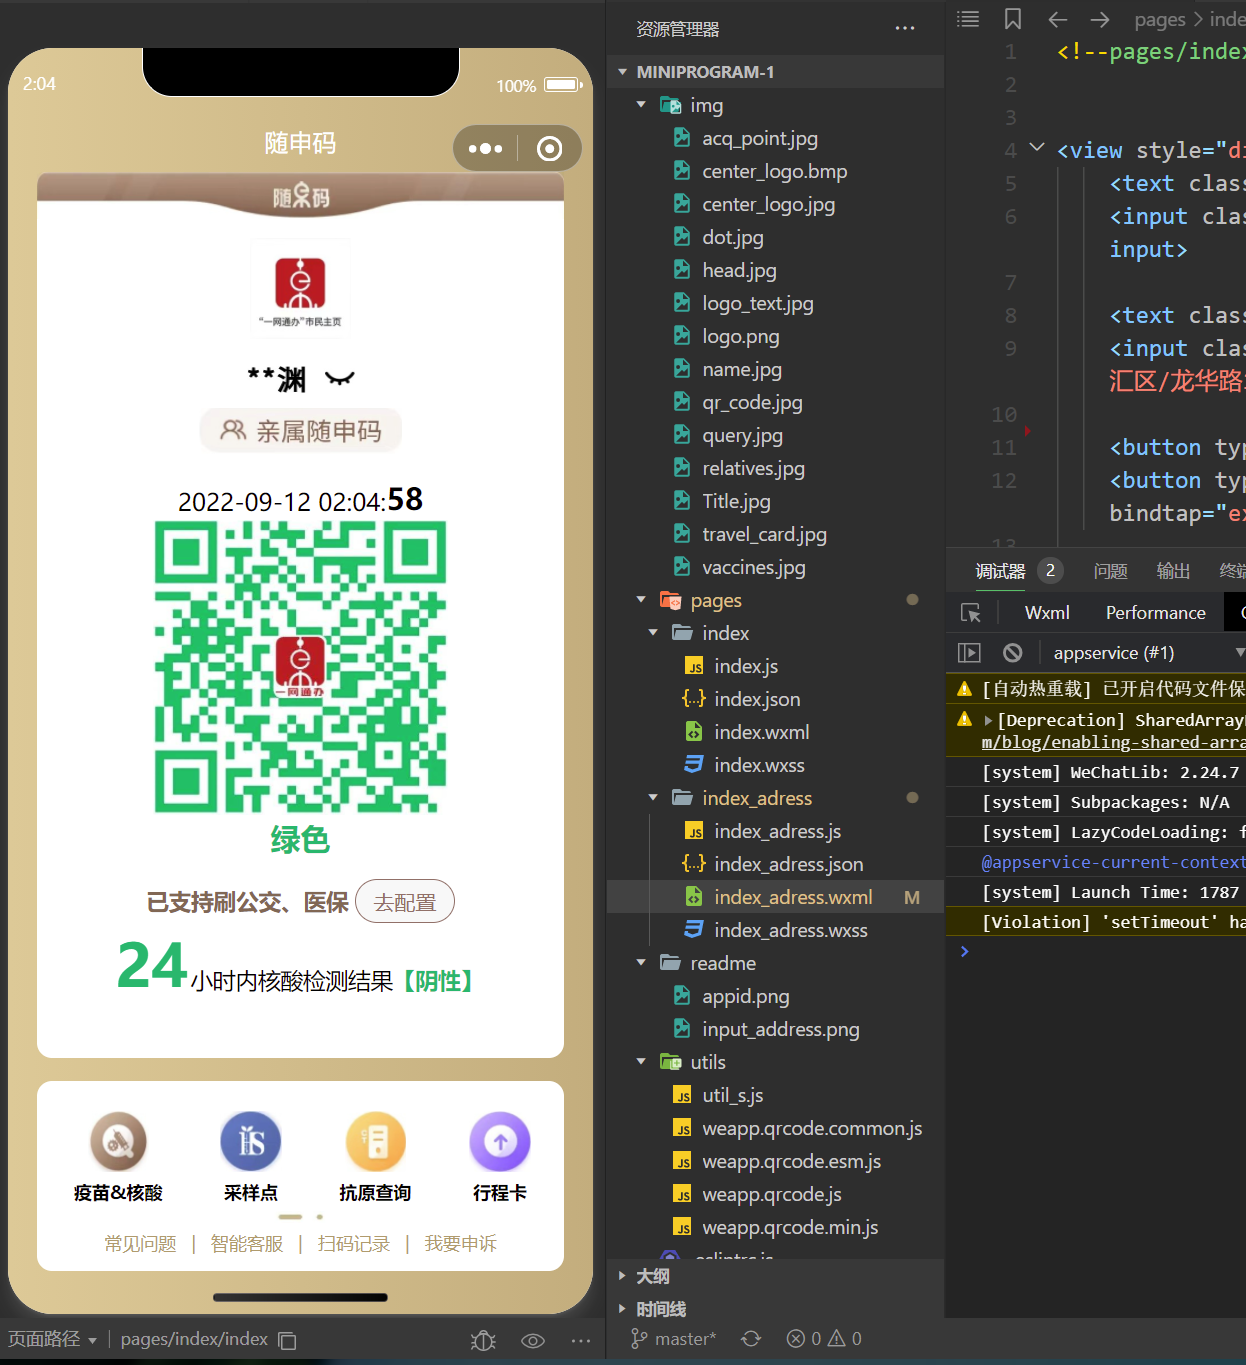 2:04
100%
随申码
随申码
“一网通办”市民主页
**渊
亲属随申码
2022-09-12 02:04:58
一网通办
绿色
已支持刷公交、医保 去配置
24小时内核酸检测结果【阴性】
疫苗&核酸 采样点 抗原查询 行程卡
常见问题 | 智能客服 | 扫码记录 | 我要申诉
页面路径 pages/index/index
资源管理器
MINIPROGRAM-1
img
acq_point.jpg
center_logo.bmp
center_logo.jpg
dot.jpg
head.jpg
logo_text.jpg
logo.png
name.jpg
qr_code.jpg
query.jpg
relatives.jpg
Title.jpg
travel_card.jpg
vaccines.jpg
pages
index
index.js
index.json
index.wxml
index.wxss
index_adress
index_adress.js
index_adress.json
index_adress.wxml M
index_adress.wxss
readme
appid.png
input_address.png
utils
util_s.js
weapp.qrcode.common.js
weapp.qrcode.esm.js
weapp.qrcode.js
weapp.qrcode.min.js
.eslintrc.js
大纲
时间线
master* 0 0
pages > inde
1 <!--pages/index
2
3
4 <view style="di
5 <text clas
6 <input clas
input>
7
8 <text clas
9 <input clas
汇区/龙华路
10
11 <button typ
12 <button typ
bindtap="ex
13
调试器 2 问题 输出 终端
Wxml Performance
appservice (#1)
[自动热重载] 已开启代码文件保
[Deprecation] SharedArray
m/blog/enabling-shared-arra
[system] WeChatLib: 2.24.7
[system] Subpackages: N/A
[system] LazyCodeLoading: f
@appservice-current-context
[system] Launch Time: 1787
[Violation] 'setTimeout' ha